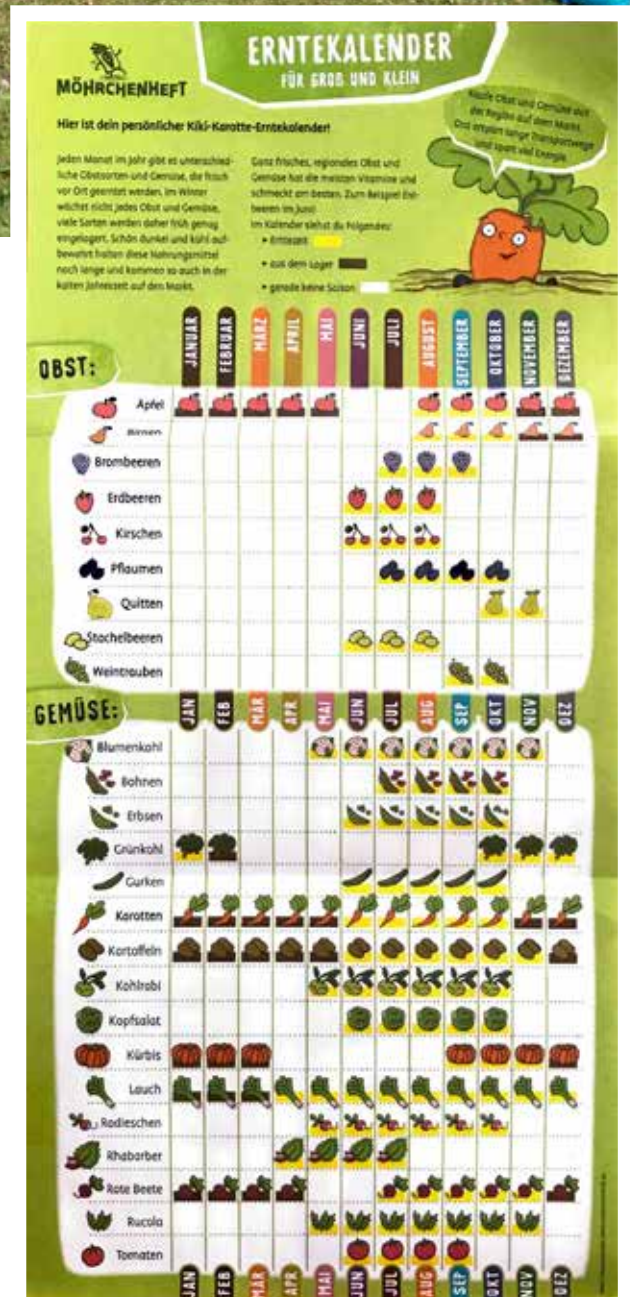 MÖHRCHENHEFT
ERNTEKALENDER
FÜR GROß UND KLEIN
Kaufe Obst und Gemüse aus
der Region auf dem Markt.
Das erspart lange Transportwege
und spart viel Energie.
Hier ist dein persönlicher Kiki-Karotte-Erntekalender!
Jeden Monat im Jahr gibt es unterschied-
liche Obstsorten und Gemüse, die frisch
vor Ort geerntet werden. Im Winter
wächst nicht jedes Obst und Gemüse,
viele Sorten werden daher früh genug
eingelagert. Schön dunkel und kühl auf-
bewahrt halten diese Nahrungsmittel
noch lange und kommen so auch in der
kalten Jahreszeit auf den Markt.
Ganz frisches, regionales Obst und
Gemüse hat die meisten Vitamine und
schmeckt am besten. Zum Beispiel Erd-
beeren im Juni!
Im Kalender siehst du Folgendes:
Erntezeit
aus dem Lager
gerade keine Saison
JANUAR FEBRUAR MÄRZ APRIL MAI JUNI JULI AUGUST SEPTEMBER OKTOBER NOVEMBER DEZEMBER
OBST:
Äpfel
Birnen
Brombeeren
Erdbeeren
Kirschen
Pflaumen
Quitten
Stachelbeeren
Weintrauben
GEMÜSE:
JAN FEB MÄR APR MAI JUN JUL AUG SEP OKT NOV DEZ
Blumenkohl
Bohnen
Erbsen
Grünkohl
Gurken
Karotten
Kartoffeln
Kohlrabi
Kopfsalat
Kürbis
Lauch
Radieschen
Rhabarber
Rote Beete
Rucola
Tomaten
JAN FEB MÄR APR MAI JUN JUL AUG SEP OKT NOV DEZ